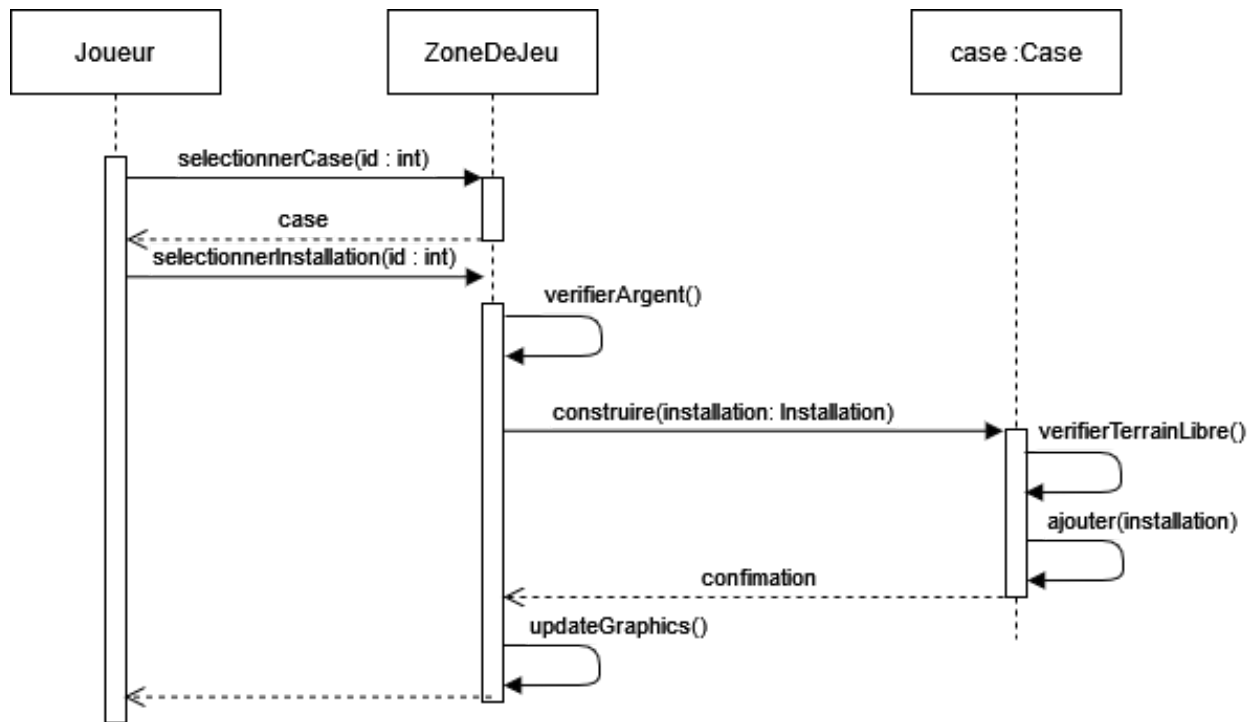 Joueur
ZoneDeJeu
case :Case
selectionnerCase(id : int)
case
selectionnerInstallation(id : int)
verifierArgent()
construire(installation: Installation)
verifierTerrainLibre()
ajouter(installation)
confimation
updateGraphics()